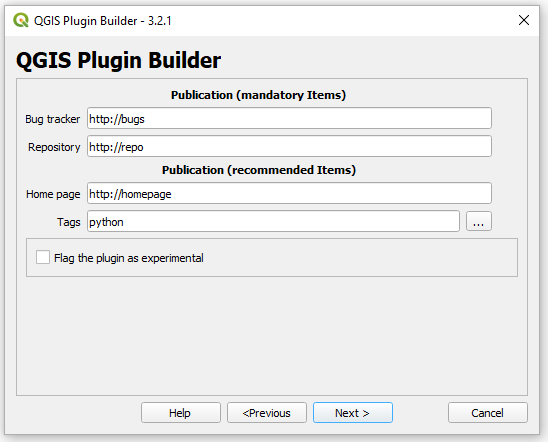 QGIS Plugin Builder - 3.2.1
QGIS Plugin Builder
Publication (mandatory Items)
Bug tracker http://bugs
Repository http://repo
Publication (recommended Items)
Home page http://homepage
Tags python ...
Flag the plugin as experimental
Help <Previous Next > Cancel